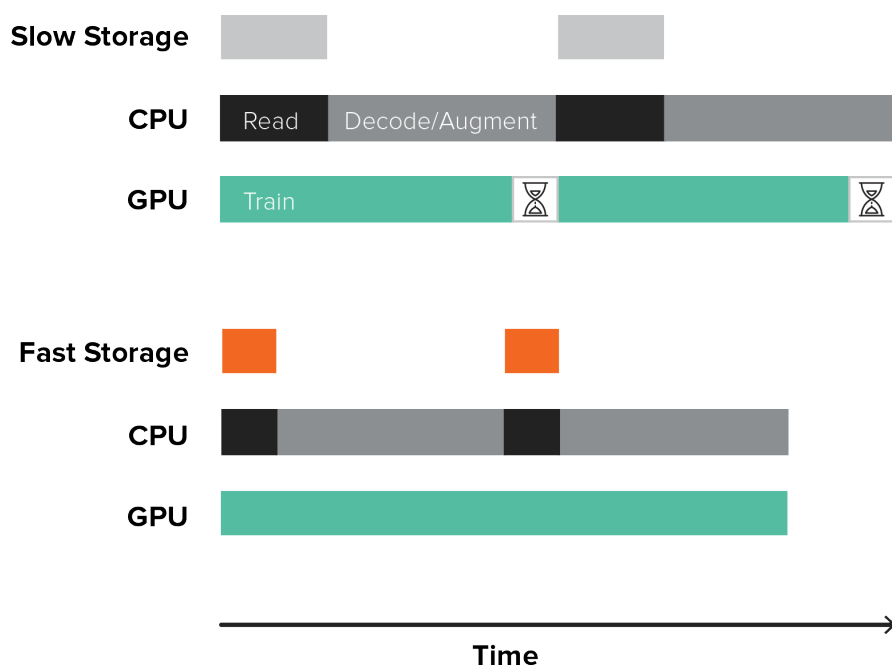 Slow Storage
CPU
Read
Decode/Augment
GPU
Train
Fast Storage
CPU
GPU
Time